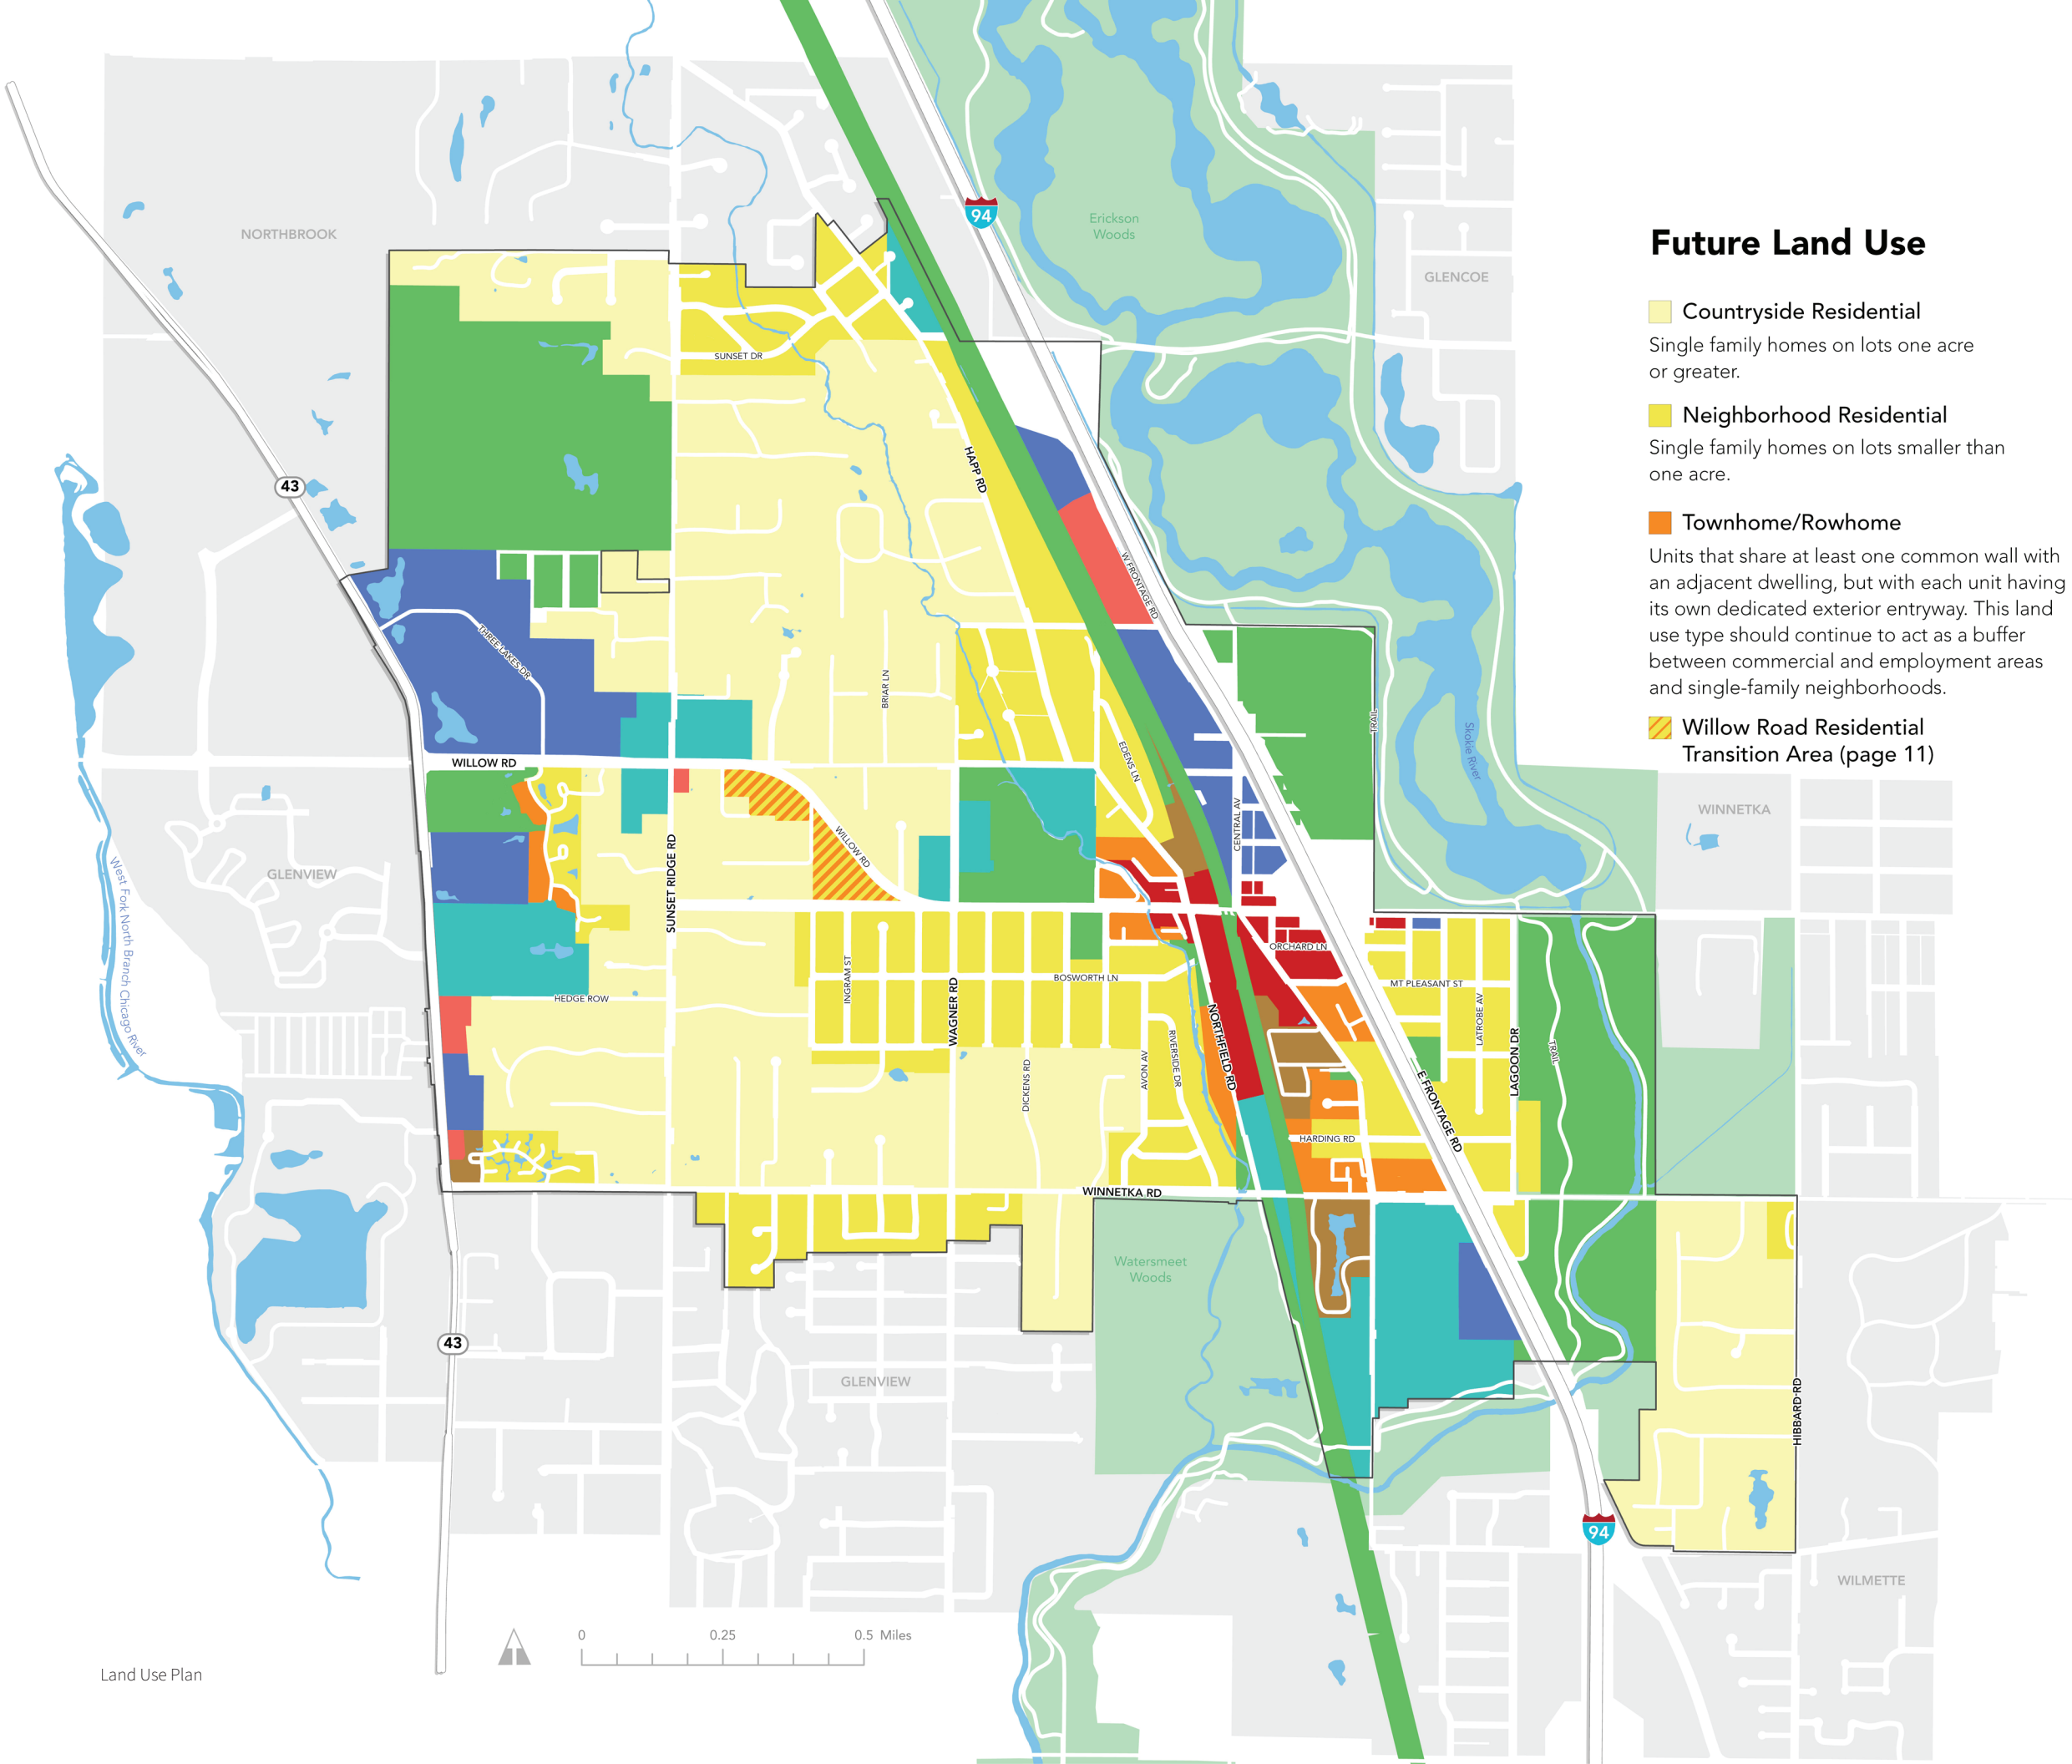 Future Land Use
Countryside Residential
Single family homes on lots one acre
or greater.
Neighborhood Residential
Single family homes on lots smaller than
one acre.
Townhome/Rowhome
Units that share at least one common wall with
an adjacent dwelling, but with each unit having
its own dedicated exterior entryway. This land
use type should continue to act as a buffer
between commercial and employment areas
and single-family neighborhoods.
Willow Road Residential
Transition Area (page 11)
94
Erickson
Woods
NORTHBROOK
GLENCOE
SUNSET DR
HAPP RD
43
W FRONTAGE RD
THREE LAKES DR
BRIAR LN
TRAIL
Skokie River
EDENS LN
WILLOW RD
CENTRAL AV
WINNETKA
WILLOW RD
SUNSET RIDGE RD
GLENVIEW
West Fork North Branch Chicago River
ORCHARD LN
INGRAM ST
BOSWORTH LN
MT PLEASANT ST
HEDGE ROW
WAGNER RD
LATROBE AV
NORTHFIELD RD
RIVERSIDE DR
TRAIL
LAGOON DR
DICKENS RD
AVON AV
E FRONTAGE RD
HARDING RD
WINNETKA RD
Watersmeet
Woods
43
GLENVIEW
HIBBARD RD
94
WILMETTE
0 0.25 0.5 Miles
Land Use Plan